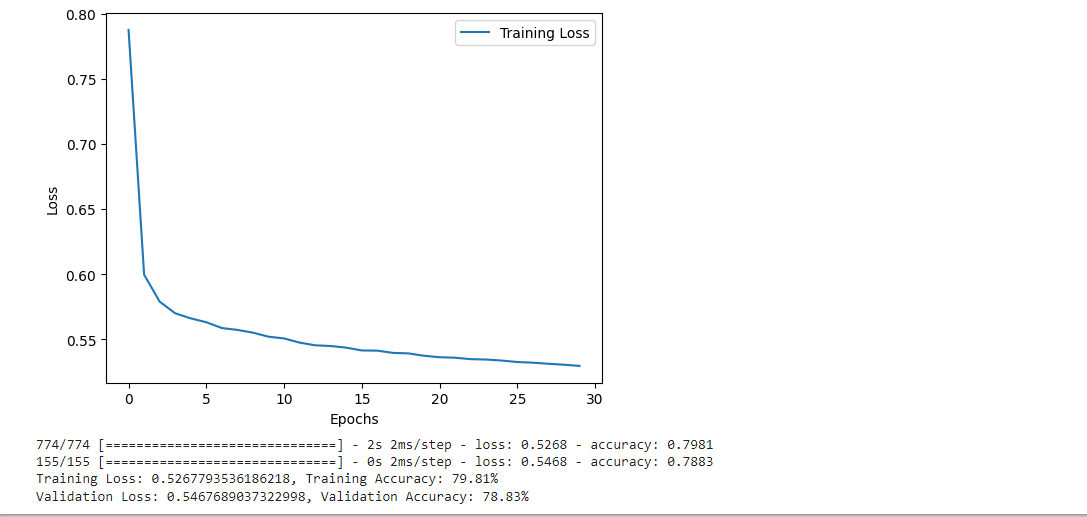 0.80
0.75
0.70
0.65
0.60
0.55
Loss
Training Loss
0 5 10 15 20 25 30
Epochs
774/774 [==============================] - 2s 2ms/step - loss: 0.5268 - accuracy: 0.7981
155/155 [==============================] - 0s 2ms/step - loss: 0.5468 - accuracy: 0.7883
Training Loss: 0.5267793536186218, Training Accuracy: 79.81%
Validation Loss: 0.5467689037322998, Validation Accuracy: 78.83%